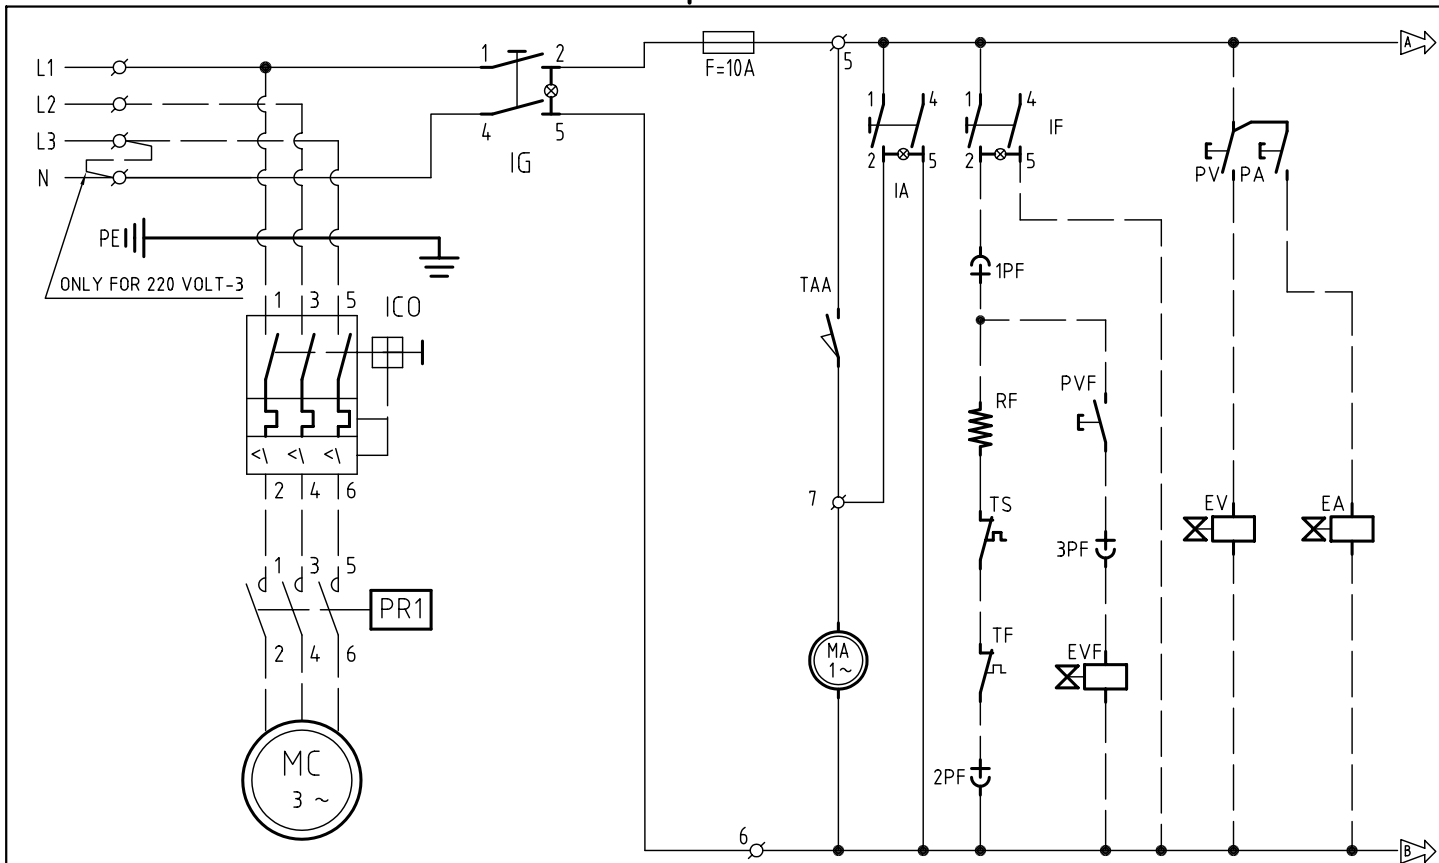 L1
L2
L3
N
PE
ONLY FOR 220 VOLT-3
1 2
4 5
IG
F=10A
5
A
1 4
2 5
IA
1 4
2 5
IF
PV PA
1PF
TAA
1 3 5
ICO
<\ <\ <\
2 4 6
RF
PVF
7
TS
3PF
EV
EA
1 3 5
PR1
2 4 6
MA
1~
TF
EVF
MC
3 ~
2PF
6
B